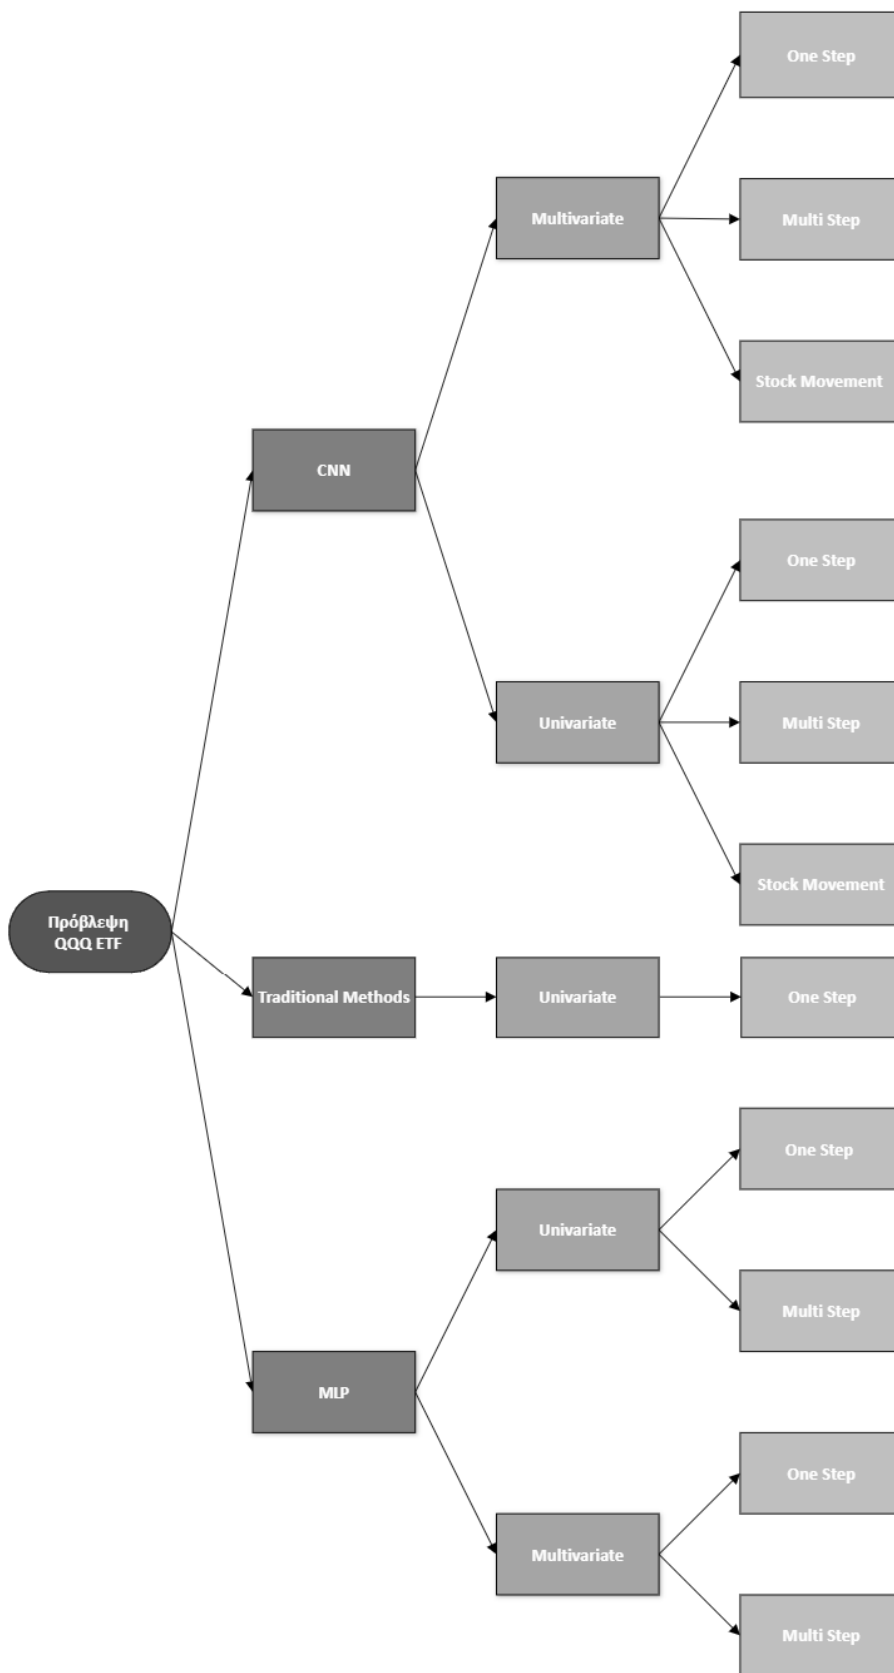 One Step
Multivariate
Multi Step
Stock Movement
CNN
One Step
Univariate
Multi Step
Stock Movement
Πρόβλεψη
QQQ ETF
Traditional Methods
Univariate
One Step
One Step
Univariate
Multi Step
MLP
One Step
Multivariate
Multi Step